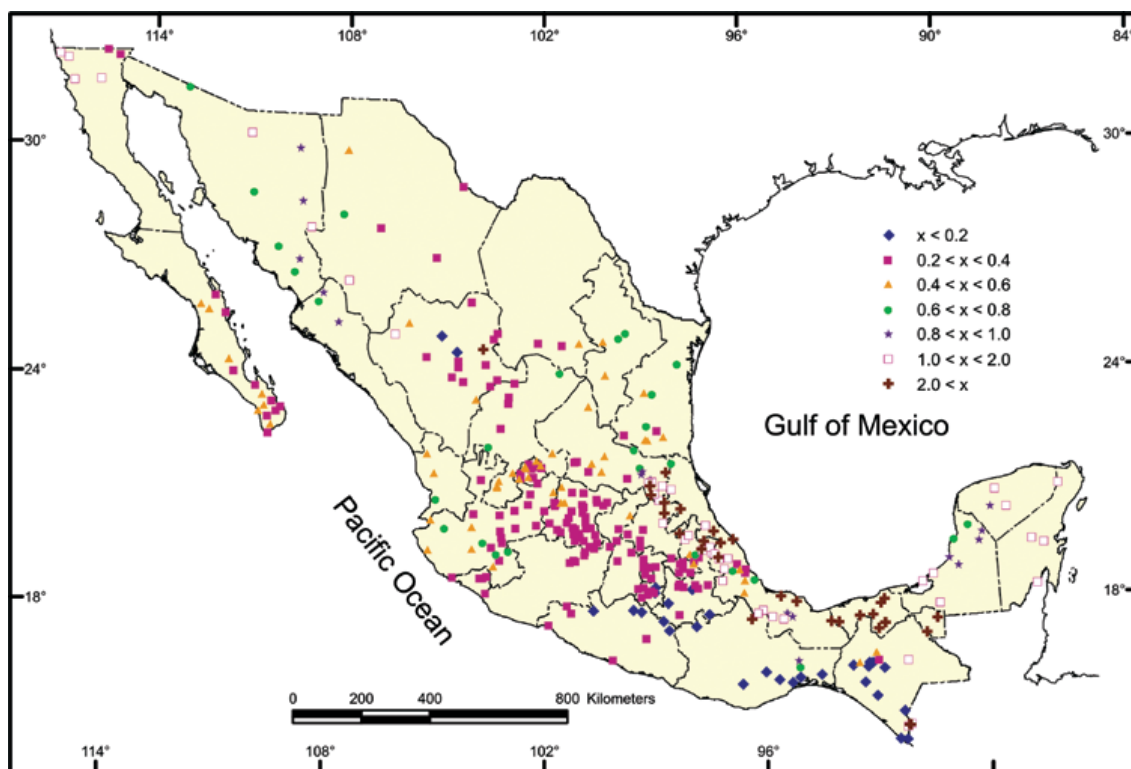 114° 108° 102° 96° 90° 84°
30° 30°
x < 0.2
0.2 < x < 0.4
0.4 < x < 0.6
0.6 < x < 0.8
0.8 < x < 1.0
1.0 < x < 2.0
2.0 < x
24° 24°
Gulf of Mexico
Pacific Ocean
18° 18°
0 200 400 800 Kilometers
114° 108° 102° 96°